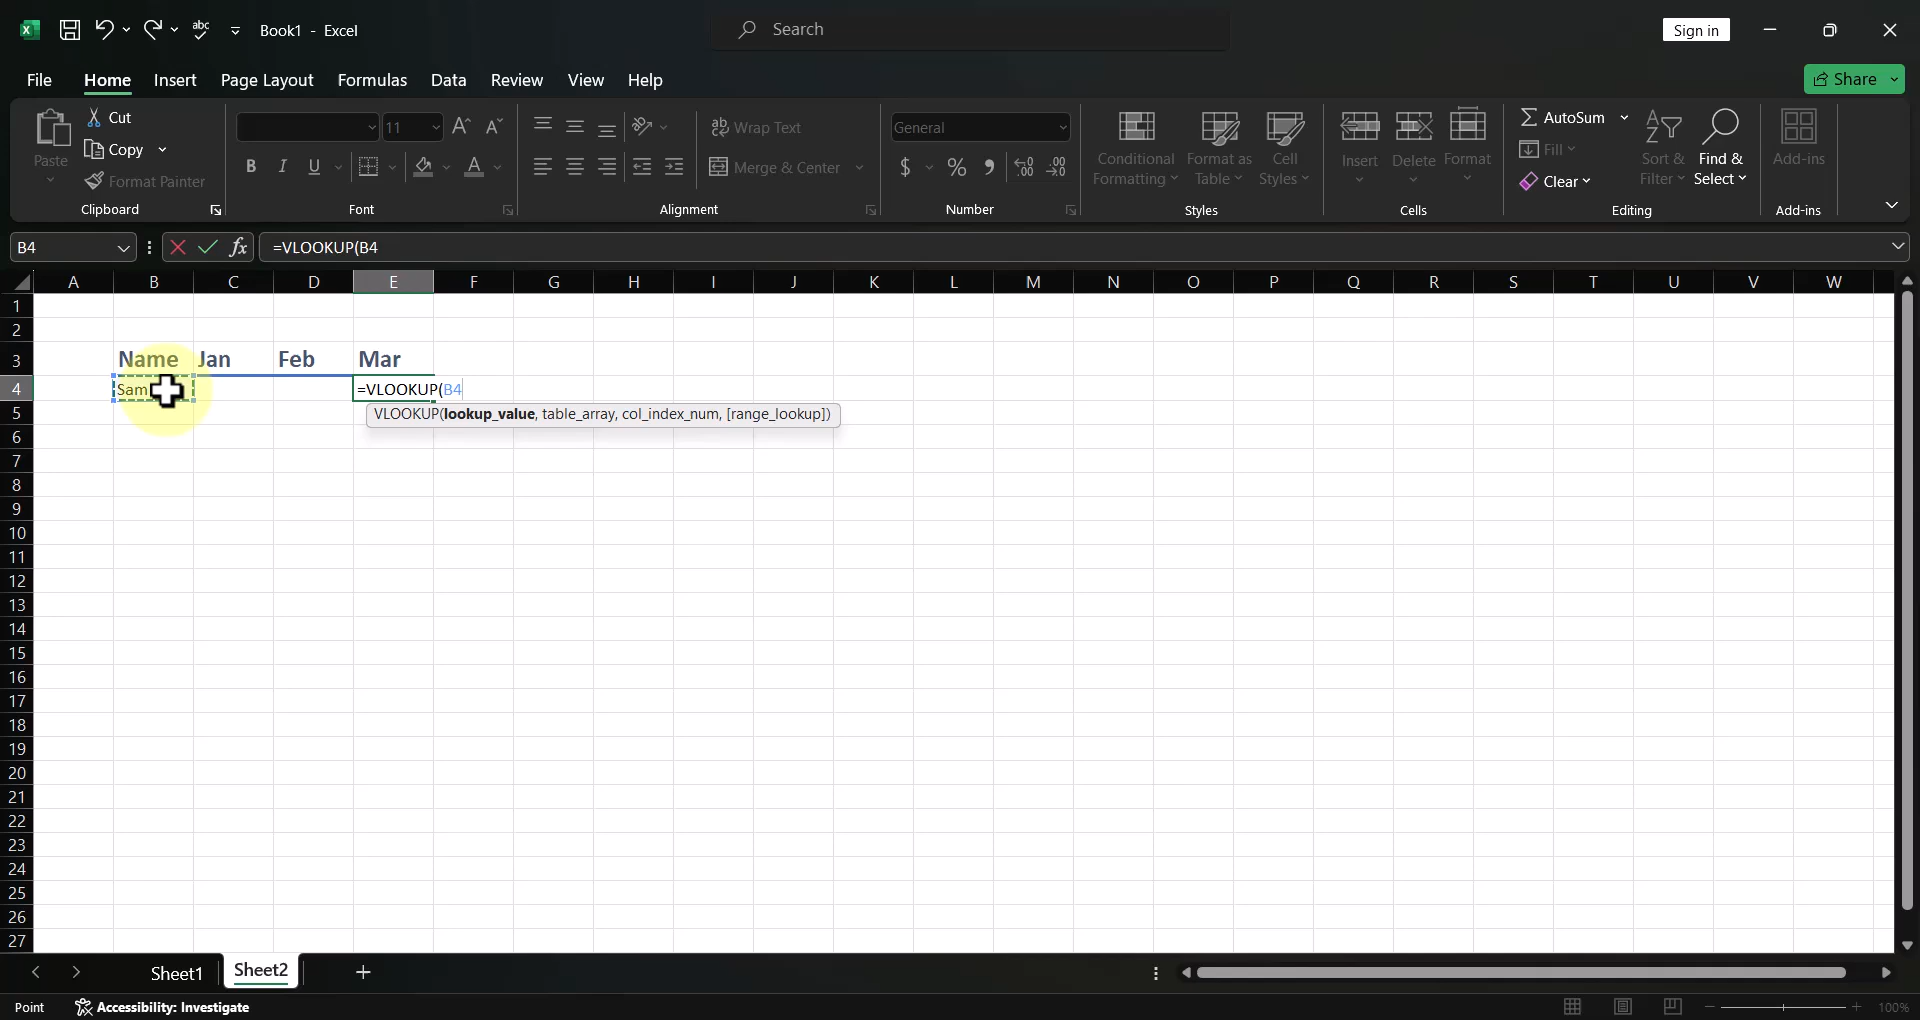 Book1 - Excel
Search
Sign in
File Home Insert Page Layout Formulas Data Review View Help
Share
Paste
Cut
Copy
Format Painter
Clipboard
11
B I U
Font
Wrap Text
Merge & Center
Alignment
General
$ % 9
Number
Conditional Formatting
Format as Table
Cell Styles
Styles
Insert
Delete
Format
Cells
AutoSum
Fill
Clear
Sort & Filter
Find & Select
Editing
Add-ins
Add-ins
B4
fx
=VLOOKUP(B4
A B C D E F G H I J K L M N O P Q R S T U V W
1
2
3 Name Jan Feb Mar
4 Sam =VLOOKUP(B4
5 VLOOKUP(lookup_value, table_array, col_index_num, [range_lookup])
6
7
8
9
10
11
12
13
14
15
16
17
18
19
20
21
22
23
24
25
26
27
Sheet1 Sheet2 +
Point Accessibility: Investigate 100%